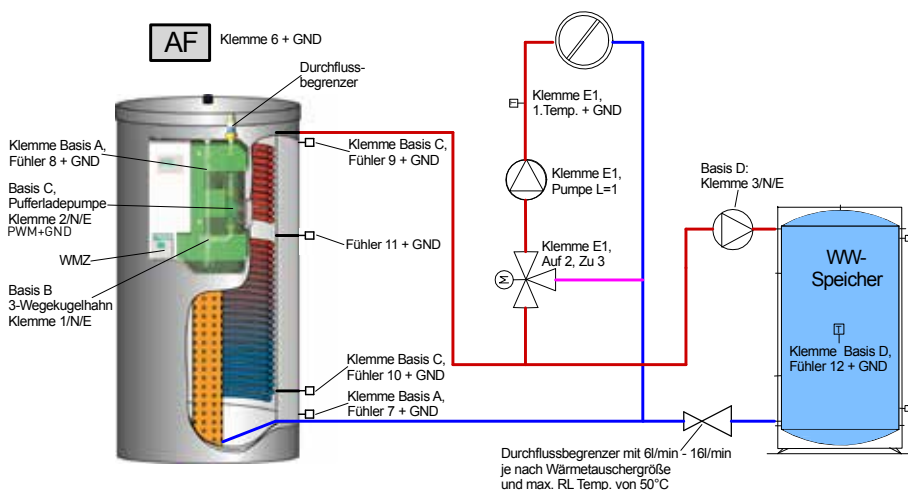 AF
Klemme 6 + GND
Durchfluss-
begrenzer
Klemme Basis A,
Fühler 8 + GND
Basis C,
Pufferladepumpe
Klemme 2/N/E
PWM+GND
WMZ
Basis B
3-Wegekugelhahn
Klemme 1/N/E
Klemme Basis C,
Fühler 9 + GND
Fühler 11 + GND
Klemme Basis C,
Fühler 10 + GND
Klemme Basis A,
Fühler 7 + GND
Klemme E1,
1.Temp. + GND
Klemme E1,
Pumpe L=1
Klemme E1,
Auf 2, Zu 3
M
Basis D:
Klemme 3/N/E
WW-
Speicher
T
Klemme Basis D,
Fühler 12 + GND
Durchflussbegrenzer mit 6l/min - 16l/min
je nach Wärmetauschergröße
und max. RL Temp. von 50°C